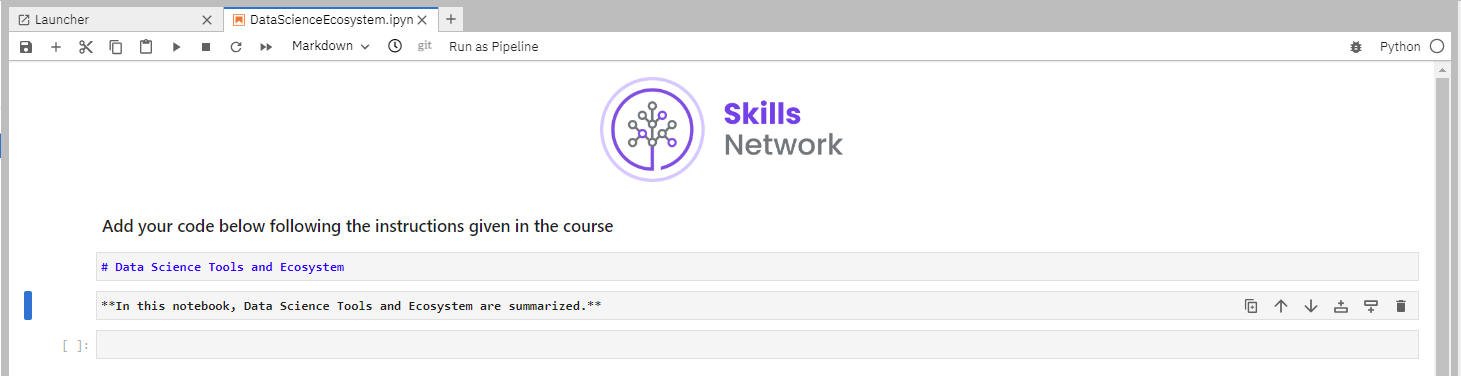 Launcher DataScienceEcosystem.ipyn
Markdown git Run as Pipeline Python
Skills
Network
Add your code below following the instructions given in the course
# Data Science Tools and Ecosystem
**In this notebook, Data Science Tools and Ecosystem are summarized.**
[ ]: